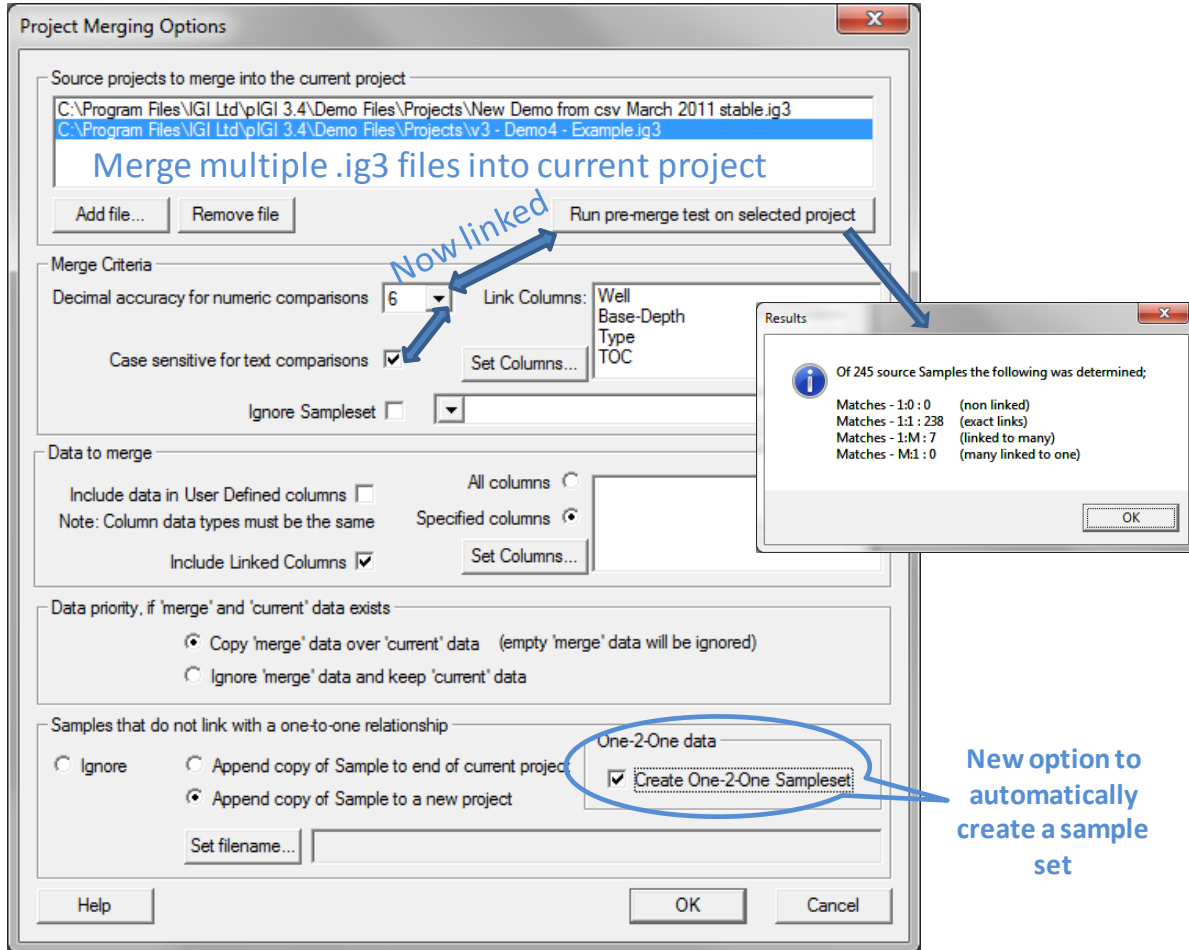 Project Merging Options
Source projects to merge into the current project
C:\Program Files\IGI Ltd\pIGI 3.4\Demo Files\Projects\New Demo from csv March 2011 stable.ig3
C:\Program Files\IGI Ltd\pIGI 3.4\Demo Files\Projects\v3 - Demo4 - Example.ig3
Merge multiple .ig3 files into current project
Add file...
Remove file
Run pre-merge test on selected project
Now linked
Merge Criteria
Decimal accuracy for numeric comparisons
6
Link Columns:
Well
Base-Depth
Type
TOC
Case sensitive for text comparisons
Set Columns...
Ignore Sampleset
Results
Of 245 source Samples the following was determined;
Matches - 1:0 : 0 (non linked)
Matches - 1:1 : 238 (exact links)
Matches - 1:M : 7 (linked to many)
Matches - M:1 : 0 (many linked to one)
OK
Data to merge
Include data in User Defined columns
Note: Column data types must be the same
Include Linked Columns
All columns
Specified columns
Set Columns...
Data priority, if 'merge' and 'current' data exists
Copy 'merge' data over 'current' data (empty 'merge' data will be ignored)
Ignore 'merge' data and keep 'current' data
Samples that do not link with a one-to-one relationship
Ignore
Append copy of Sample to end of current project
Append copy of Sample to a new project
One-2-One data
Create One-2-One Sampleset
New option to
automatically
create a sample
set
Set filename...
Help
OK
Cancel